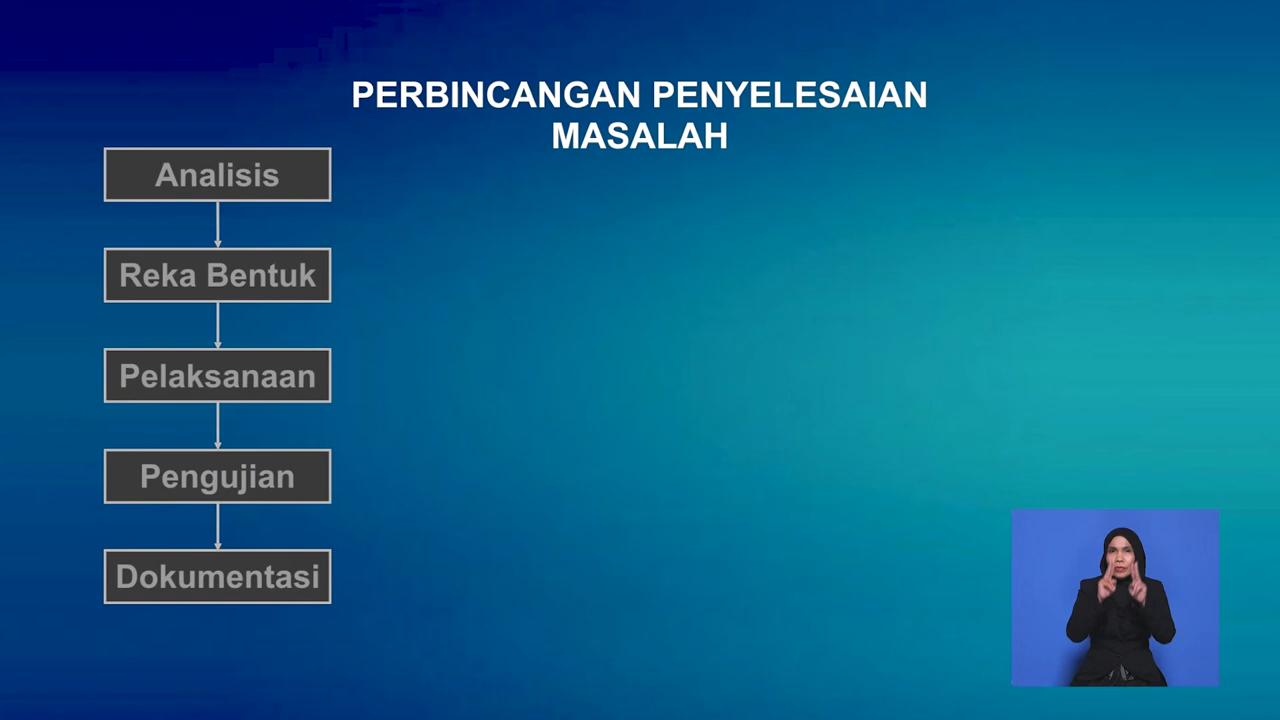 PERBINCANGAN PENYELESAIAN
MASALAH
Analisis
Reka Bentuk
Pelaksanaan
Pengujian
Dokumentasi